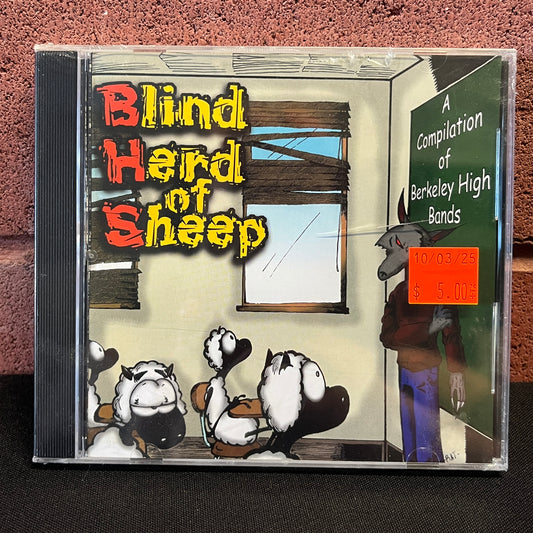 Blind
Herd
of
Sheep
A
Compilation
of
Berkeley High
Bands
10/03/25
$ 5.00